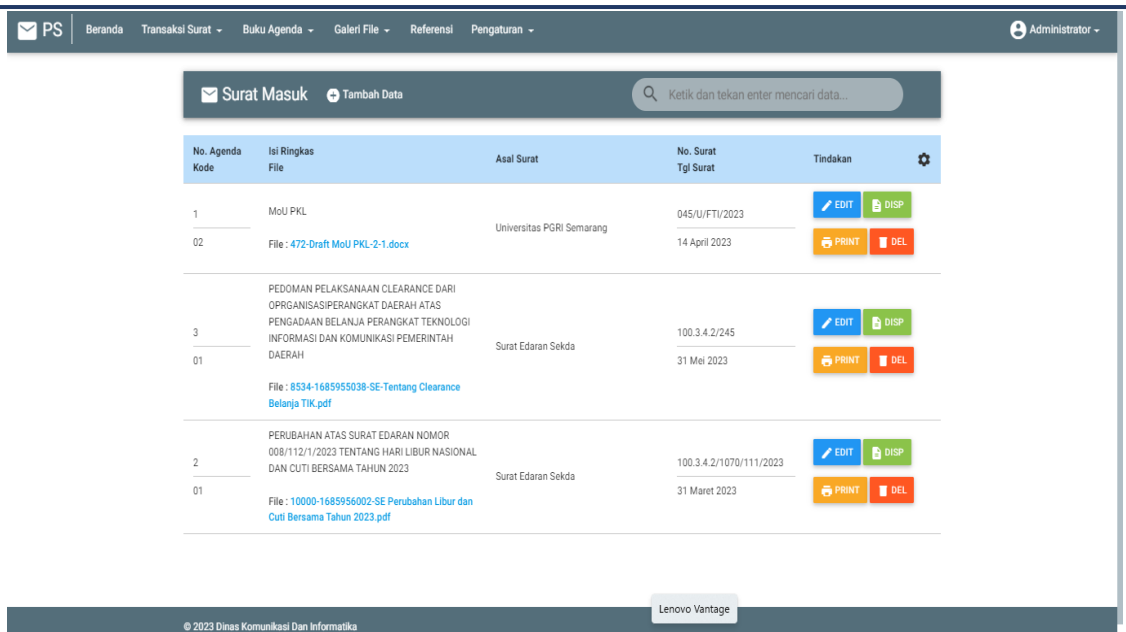 PS Beranda Transaksi Surat Buku Agenda Galeri File Referensi Pengaturan Administrator
Surat Masuk Tambah Data Ketik dan tekan enter mencari data...
No. Agenda
Kode
Isi Ringkas
File
Asal Surat
No. Surat
Tgl Surat
Tindakan
1
02
MoU PKL
File : 472-Draft MoU PKL-2-1.docx
Universitas PGRI Semarang
045/U/FTI/2023
14 April 2023
EDIT DISP
PRINT DEL
3
01
PEDOMAN PELAKSANAAN CLEARANCE DARI
OPRGANISASIPERANGKAT DAERAH ATAS
PENGADAAN BELANJA PERANGKAT TEKNOLOGI
INFORMASI DAN KOMUNIKASI PEMERINTAH
DAERAH
File : 8534-1685955038-SE-Tentang Clearance
Belanja TIK.pdf
Surat Edaran Sekda
100.3.4.2/245
31 Mei 2023
EDIT DISP
PRINT DEL
2
01
PERUBAHAN ATAS SURAT EDARAN NOMOR
008/112/1/2023 TENTANG HARI LIBUR NASIONAL
DAN CUTI BERSAMA TAHUN 2023
File : 10000-1685956002-SE Perubahan Libur dan
Cuti Bersama Tahun 2023.pdf
Surat Edaran Sekda
100.3.4.2/1070/111/2023
31 Maret 2023
EDIT DISP
PRINT DEL
Lenovo Vantage
© 2023 Dinas Komunikasi Dan Informatika